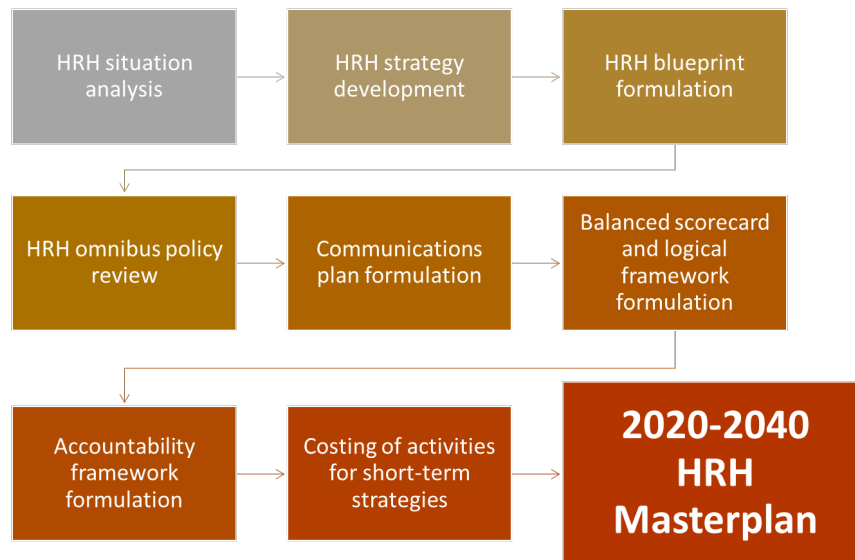 HRH situation
analysis
HRH strategy
development
HRH blueprint
formulation
HRH omnibus policy
review
Communications
plan formulation
Balanced scorecard
and logical
framework
formulation
Accountability
framework
formulation
Costing of activities
for short-term
strategies
2020-2040
HRH
Masterplan